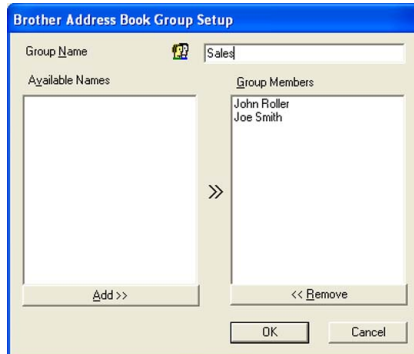 Brother Address Book Group Setup
Group Name
Sales
Available Names
Group Members
John Roller
Joe Smith
>>
Add >>
<< Remove
OK
Cancel